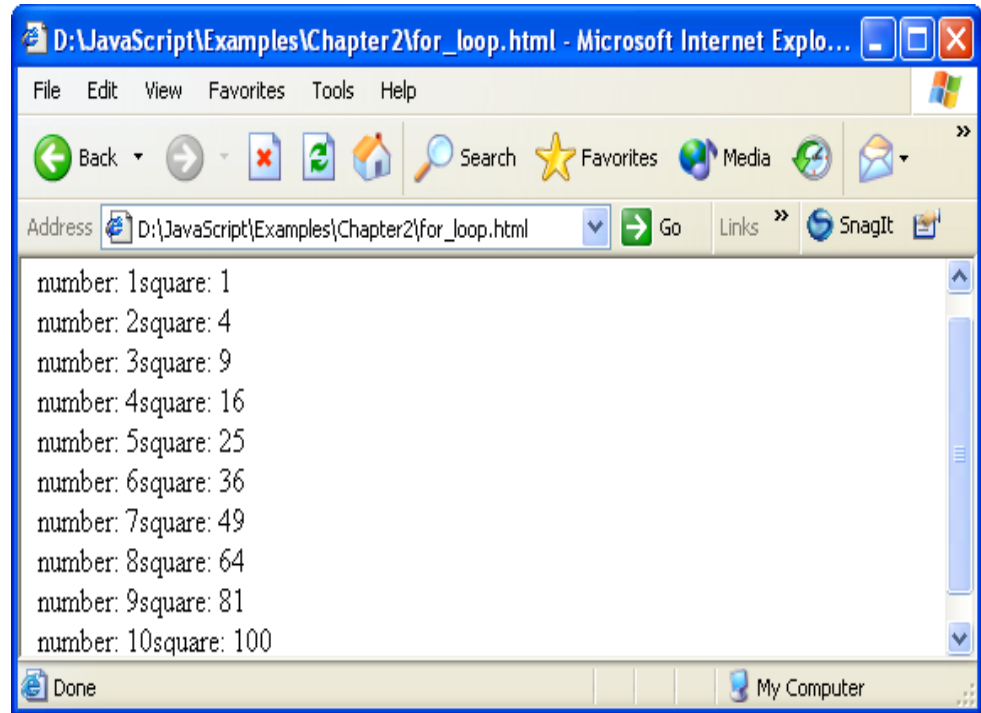 D:\JavaScript\Examples\Chapter2\for_loop.html - Microsoft Internet Explo...
File Edit View Favorites Tools Help
Back Search Favorites Media »
Address D:\JavaScript\Examples\Chapter2\for_loop.html Go Links » SnagIt
number: 1square: 1
number: 2square: 4
number: 3square: 9
number: 4square: 16
number: 5square: 25
number: 6square: 36
number: 7square: 49
number: 8square: 64
number: 9square: 81
number: 10square: 100
Done My Computer